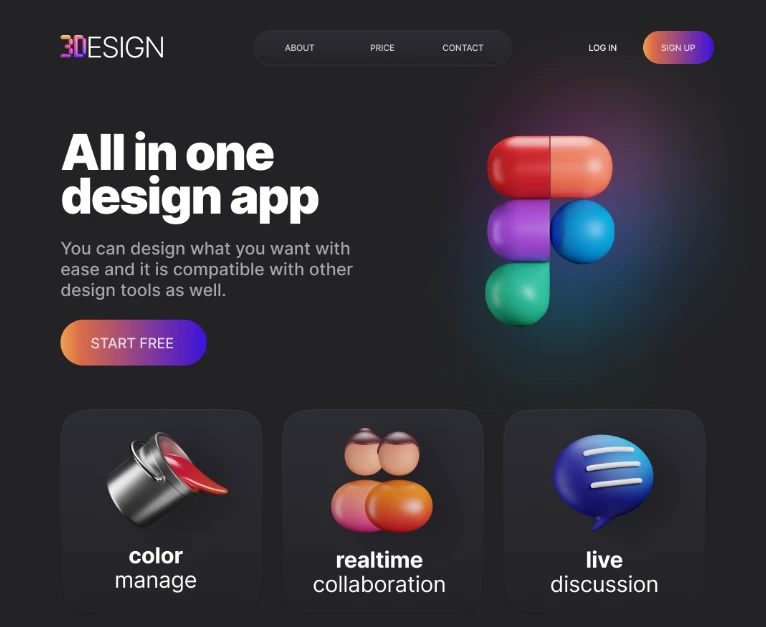 3DESIGN
ABOUT
PRICE
CONTACT
LOG IN
SIGN UP
All in one
design app
You can design what you want with
ease and it is compatible with other
design tools as well.
START FREE
color
manage
realtime
collaboration
live
discussion